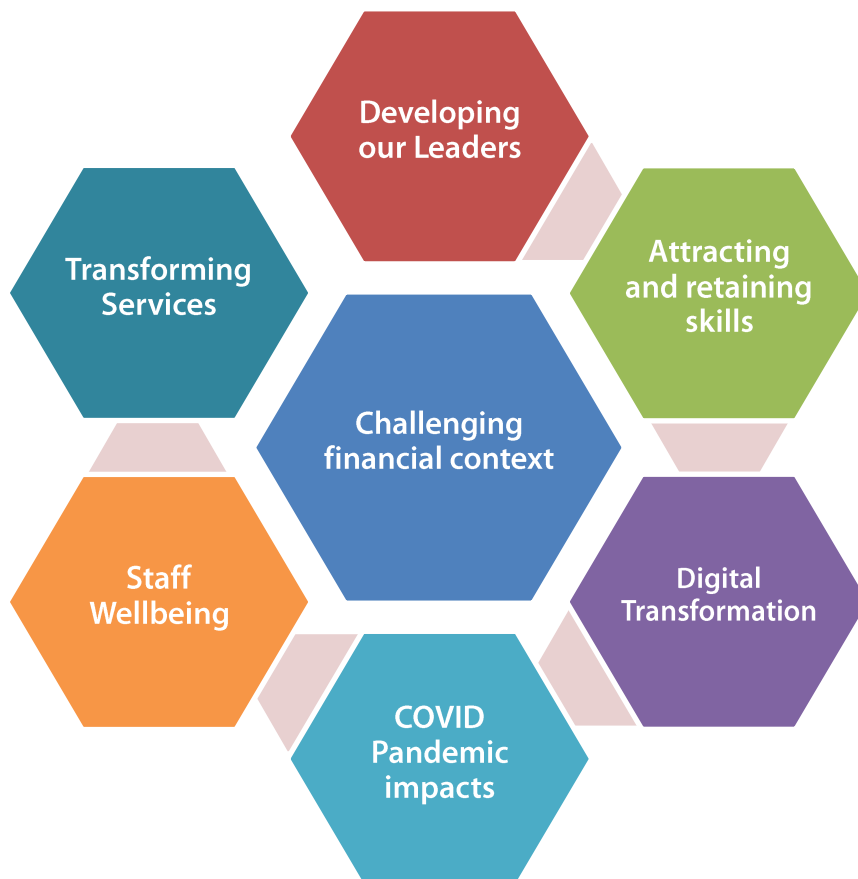 Developing
our Leaders
Attracting
and retaining
skills
Transforming
Services
Challenging
financial context
Digital
Transformation
Staff
Wellbeing
COVID
Pandemic
impacts